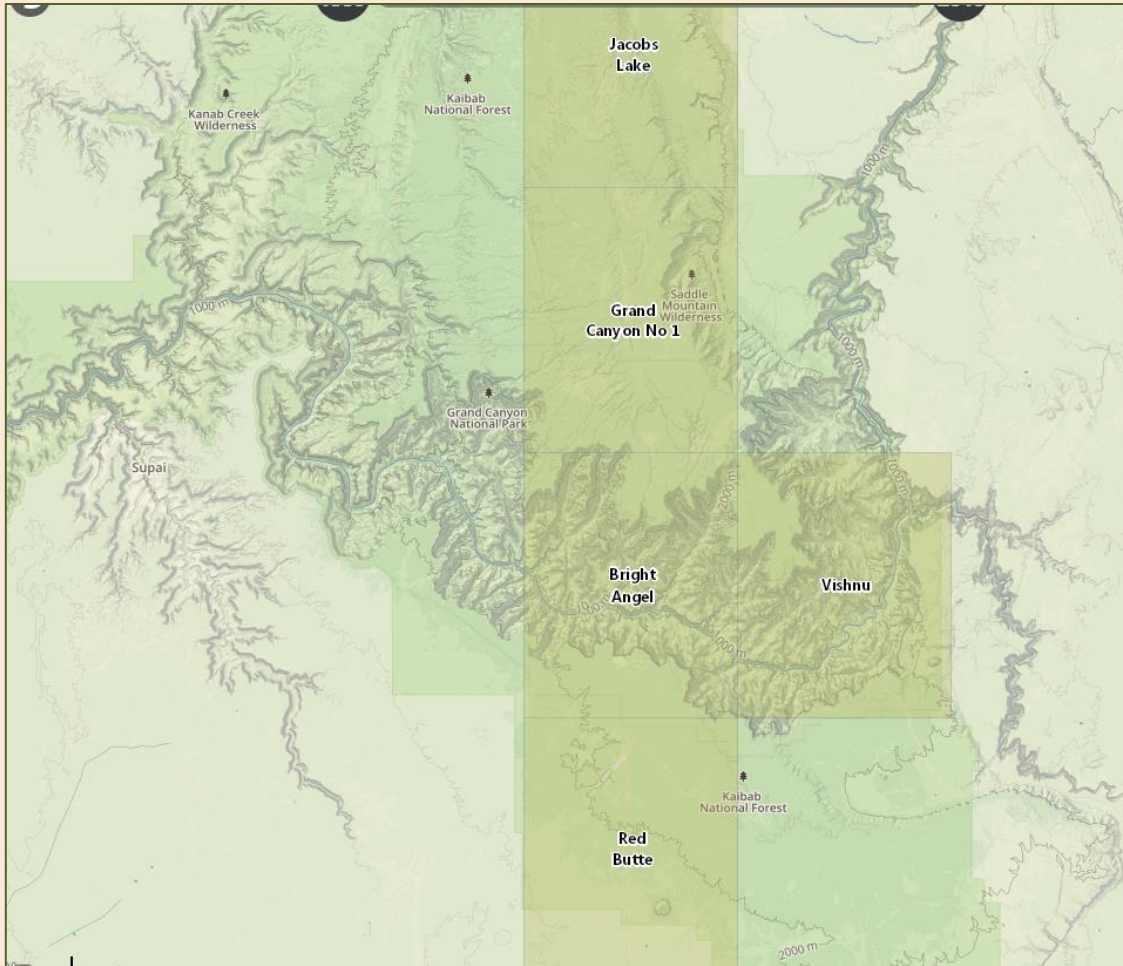 Jacobs
Lake
Kaibab
National Forest
Kanab Creek
Wilderness
1000 m
Saddle
Mountain
Wilderness
1000 m
Grand
Canyon No 1
1000 m
Grand Canyon
National Park
Supai
1000 m
2000 m
Bright
Angel
Vishnu
1000 m
Kaibab
National Forest
Red
Butte
2000 m